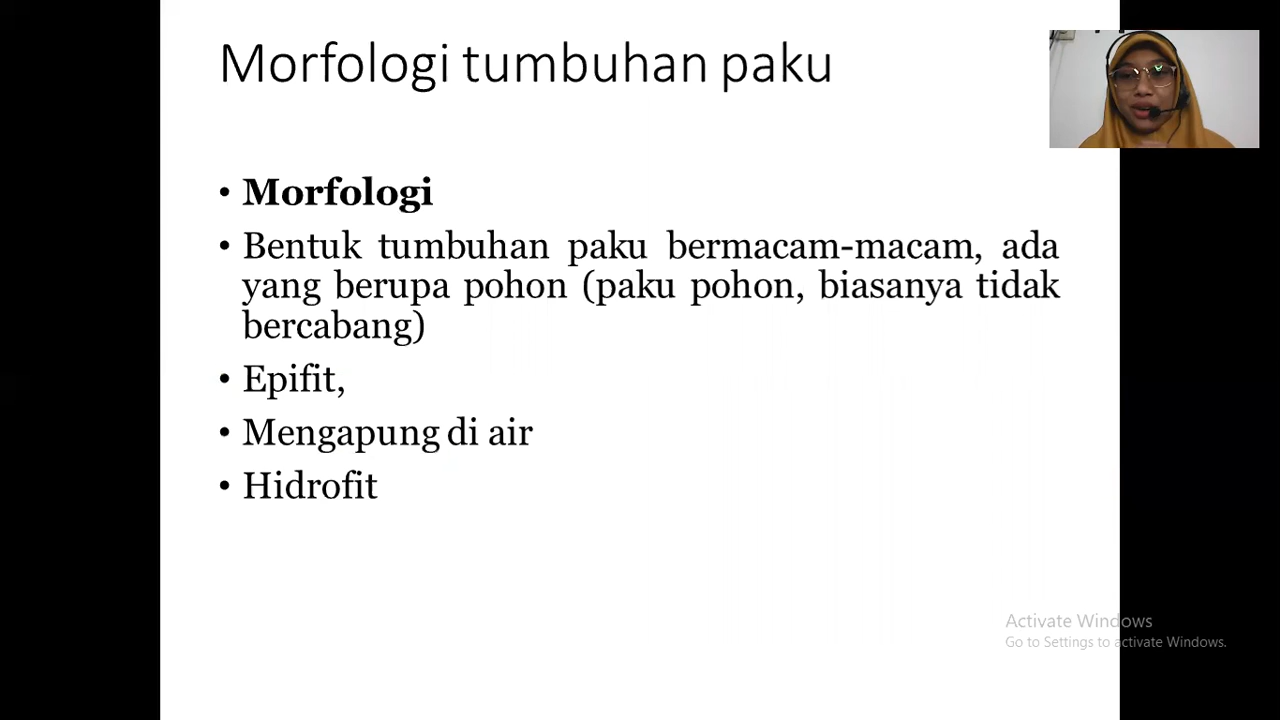 Morfologi tumbuhan paku
• Morfologi
• Bentuk tumbuhan paku bermacam-macam, ada
yang berupa pohon (paku pohon, biasanya tidak
bercabang)
• Epifit,
• Mengapung di air
• Hidrofit
Activate Windows
Go to Settings to activate Windows.